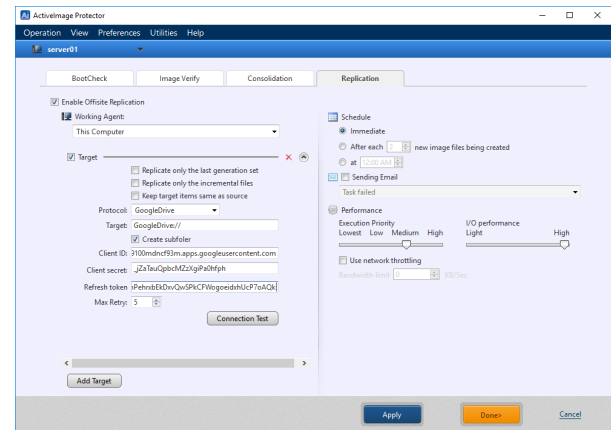 ActiveImage Protector
Operation View Preferences Utilities Help
server01
BootCheck Image Verify Consolidation Replication
Enable Offisite Replication
Working Agent:
This Computer
Target
Replicate only the last generation set
Replicate only the incremental files
Keep target items same as source
Protocol: GoogleDrive
Target: GoogleDrive://
Create subfoler
Client ID: 9100mdncf93m.apps.googleusercontent.com
Client secret: _jZaTauQpbcMZzXgiPa0hfph
Refresh token
Max Retry: 5
Connection Test
Add Target
Schedule
Immediate
After each 2 new image files being created
at 12:00 AM
Sending Email
Task failed
Performance
Execution Priority I/O performance
Lowest Low Medium High Light High
Use network throttling
Bandwidth limit 0 KB/Sec
Apply Done> Cancel